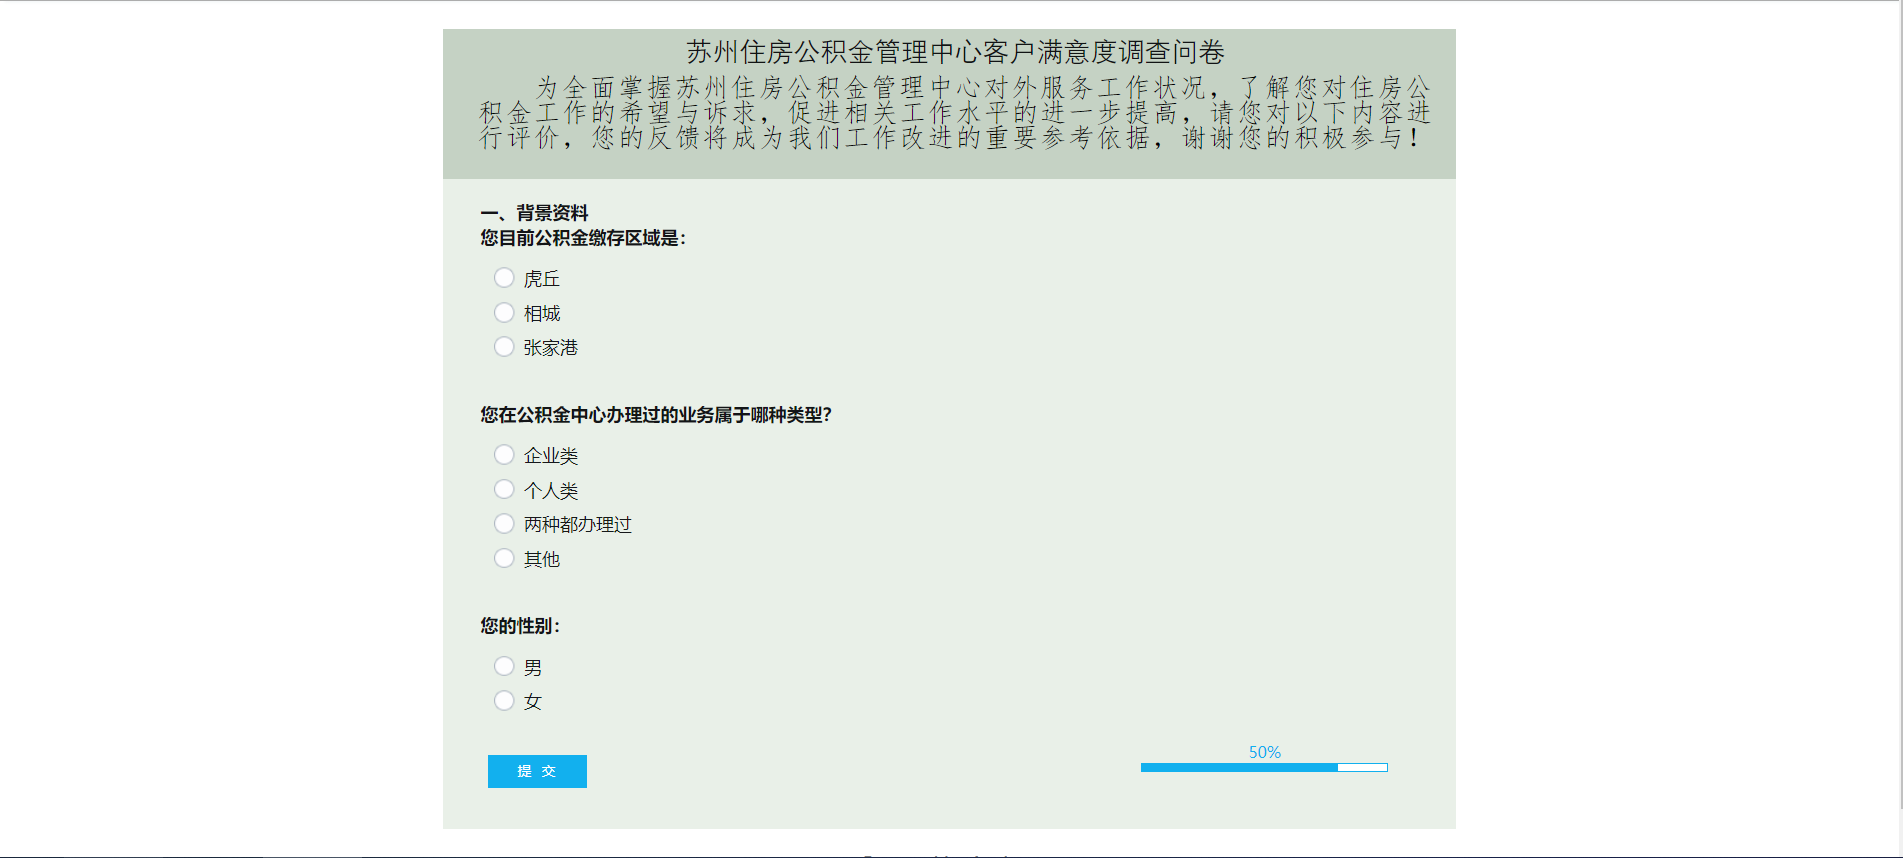 苏州住房公积金管理中心客户满意度调查问卷
为全面掌握苏州住房公积金管理中心对外服务工作状况，了解您对住房公
积金工作的希望与诉求，促进相关工作水平的进一步提高，请您对以下内容进
行评价，您的反馈将成为我们工作改进的重要参考依据，谢谢您的积极参与！
一、背景资料
您目前公积金缴存区域是：
虎丘
相城
张家港
您在公积金中心办理过的业务属于哪种类型？
企业类
个人类
两种都办理过
其他
您的性别：
男
女
提 交
50%